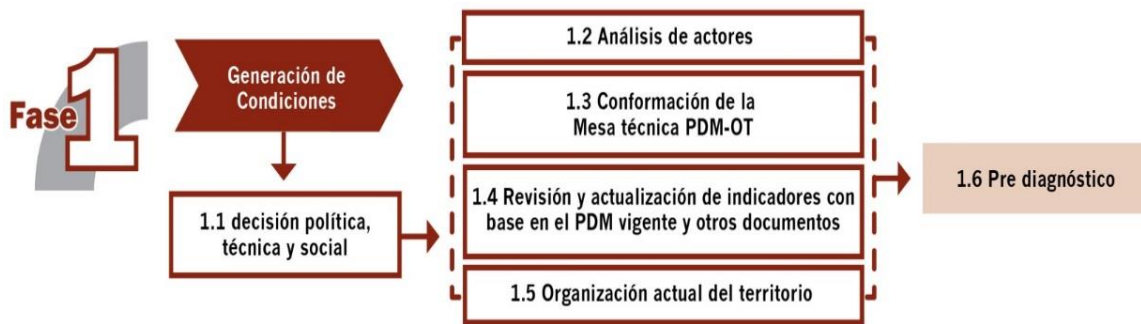 Fase 1
Generación de
Condiciones
1.1 decisión política,
técnica y social
1.2 Análisis de actores
1.3 Conformación de la
Mesa técnica PDM-OT
1.4 Revisión y actualización de indicadores con
base en el PDM vigente y otros documentos
1.5 Organización actual del territorio
1.6 Pre diagnóstico